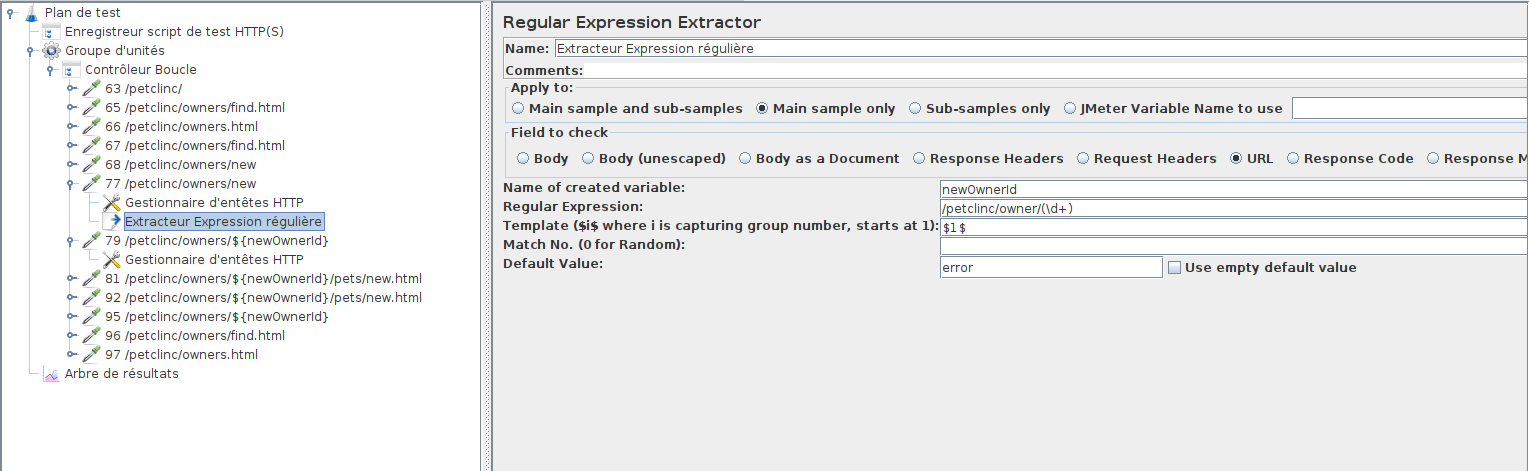 Plan de test
Enregistreur script de test HTTP(S)
Groupe d'unités
Contrôleur Boucle
63 /petclinc/
65 /petclinc/owners/find.html
66 /petclinc/owners.html
67 /petclinc/owners/find.html
68 /petclinc/owners/new
77 /petclinc/owners/new
Gestionnaire d'entêtes HTTP
Extracteur Expression régulière
79 /petclinc/owners/${newOwnerId}
Gestionnaire d'entêtes HTTP
81 /petclinc/owners/${newOwnerId}/pets/new.html
92 /petclinc/owners/${newOwnerId}/pets/new.html
95 /petclinc/owners/${newOwnerId}
96 /petclinc/owners/find.html
97 /petclinc/owners.html
Arbre de résultats
Regular Expression Extractor
Name: Extracteur Expression régulière
Comments:
Apply to:
Main sample and sub-samples Main sample only Sub-samples only JMeter Variable Name to use
Field to check
Body Body (unescaped) Body as a Document Response Headers Request Headers URL Response Code Response M
Name of created variable: newOwnerId
Regular Expression: /petclinc/owner/(\d+)
Template ($i$ where i is capturing group number, starts at 1): $1$
Match No. (0 for Random):
Default Value: error Use empty default value